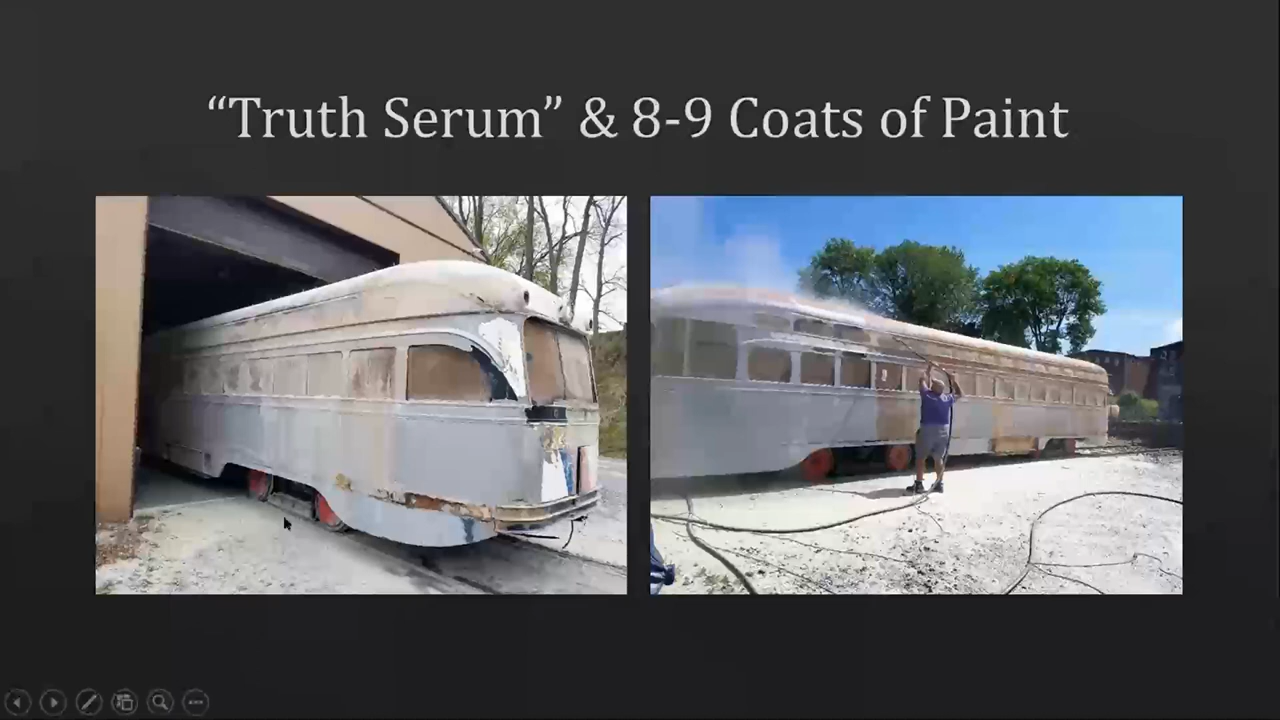 “Truth Serum” & 8-9 Coats of Paint